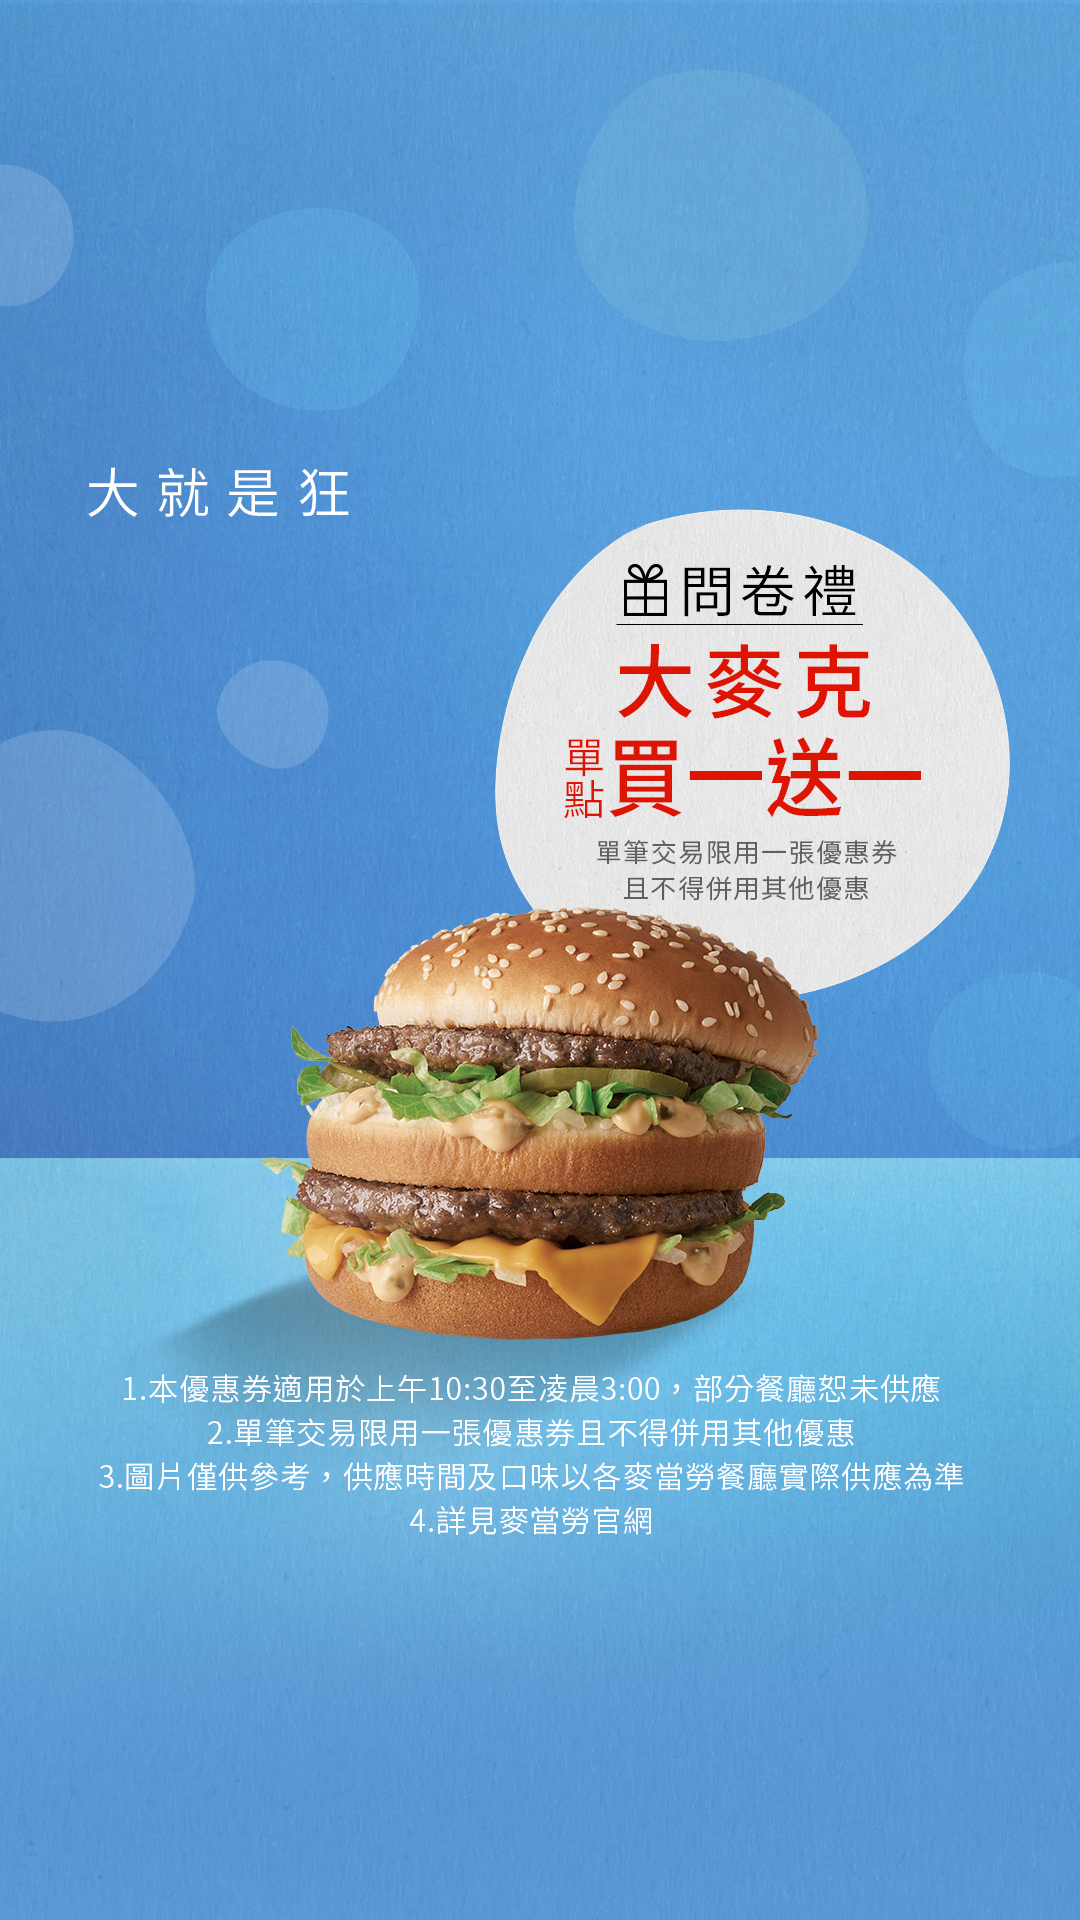 大就是狂
問卷禮
大麥克
單點買一送一
單筆交易限用一張優惠券
且不得併用其他優惠
1.本優惠券適用於上午10:30至凌晨3:00，部分餐廳恕未供應
2.單筆交易限用一張優惠券且不得併用其他優惠
3.圖片僅供參考，供應時間及口味以各麥當勞餐廳實際供應為準
4.詳見麥當勞官網